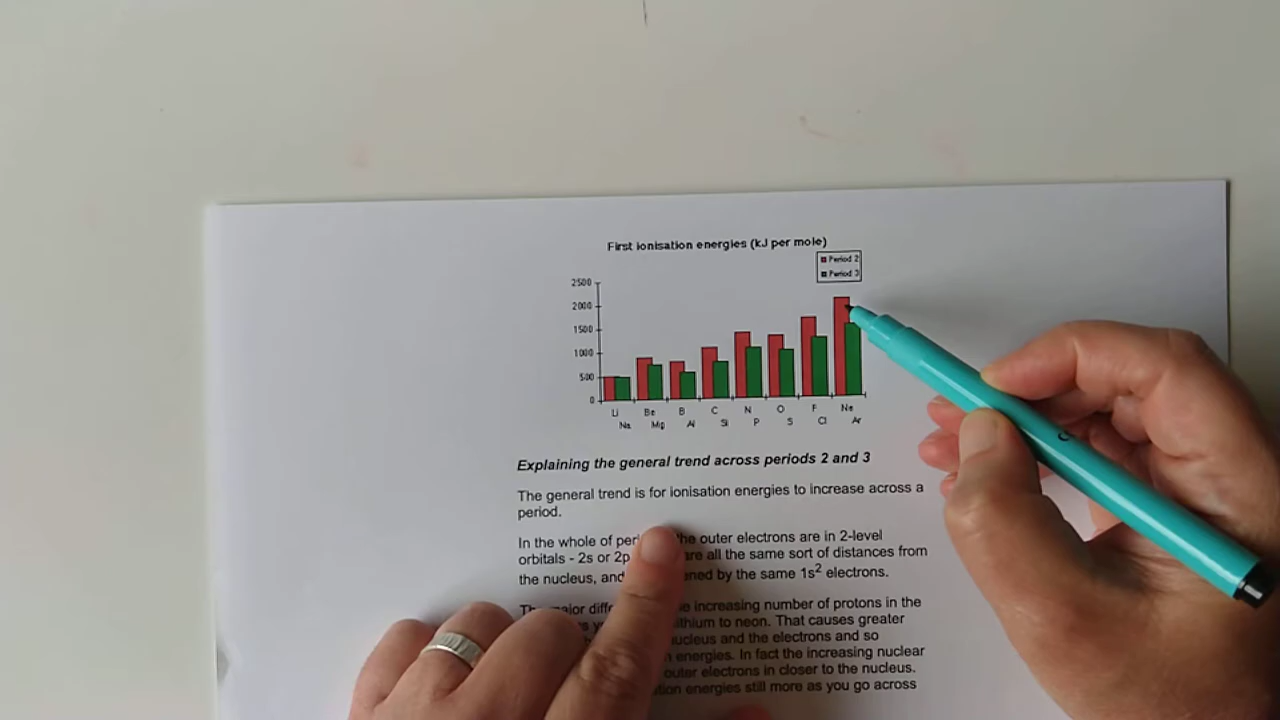 First ionisation energies (kJ per mole)
Period 2
Period 3
2500
2000
1500
1000
500
0
Li Be B C N O F Ne
Na Mg Al Si P S Cl Ar
Explaining the general trend across periods 2 and 3
The general trend is for ionisation energies to increase across a
period.
In the whole of the outer electrons are in 2-level
orbitals - 2s or 2p are all the same sort of distances from
the nucleus, and by the same 1s2 electrons.
increasing number of protons in the
to neon. That causes greater
nucleus and the electrons and so
energies. In fact the increasing nuclear
outer electrons in closer to the nucleus.
energies still more as you go across